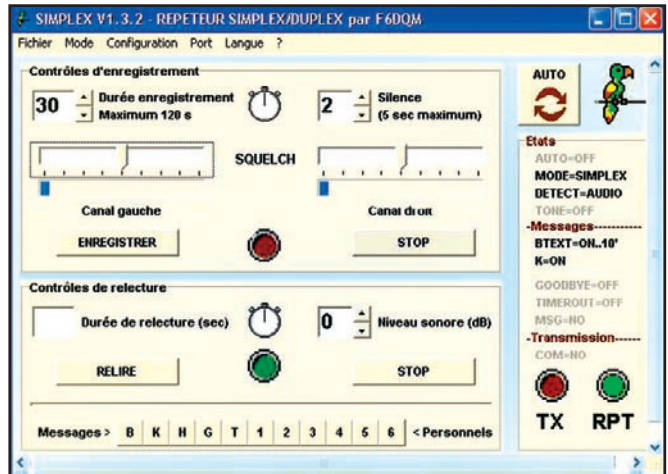 SIMPLEX V1.3.2 - REPETEUR SIMPLEX/DUPLEX par F6DQM
Fichier Mode Configuration Port Langue ?
Contrôles d'enregistrement
30 Durée enregistrement
Maximum 120 s
2 Silence
(5 sec maximum)
SQUELCH
Canal gauche
Canal droit
ENREGISTRER
STOP
Contrôles de relecture
Durée de relecture (sec)
0 Niveau sonore (dB)
RELIRE
STOP
Messages > B K H G T 1 2 3 4 5 6 < Personnels
AUTO
Etats
AUTO=OFF
MODE=SIMPLEX
DETECT=AUDIO
TONE=OFF
-Messages----------
BTEXT=ON..10'
K=ON
GOODBYE=OFF
TIMEROUT=OFF
MSG=NO
-Transmission------
COM=NO
TX RPT